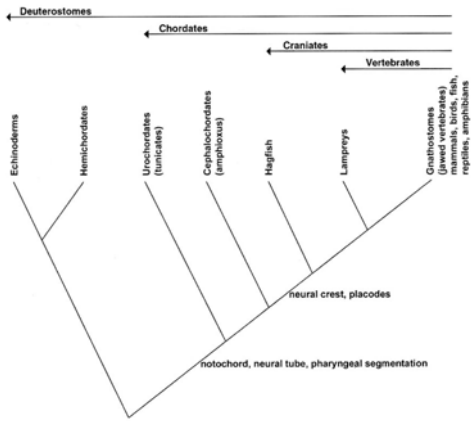 Deuterostomes
Chordates
Craniates
Vertebrates
Echinoderms
Hemichordates
Urochordates
(tunicates)
Cephalochordates
(amphioxus)
Hagfish
Lampreys
Gnathostomes
(jawed vertebrates)
mammals, birds, fish,
reptiles, amphibians
neural crest, placodes
notochord, neural tube, pharyngeal segmentation